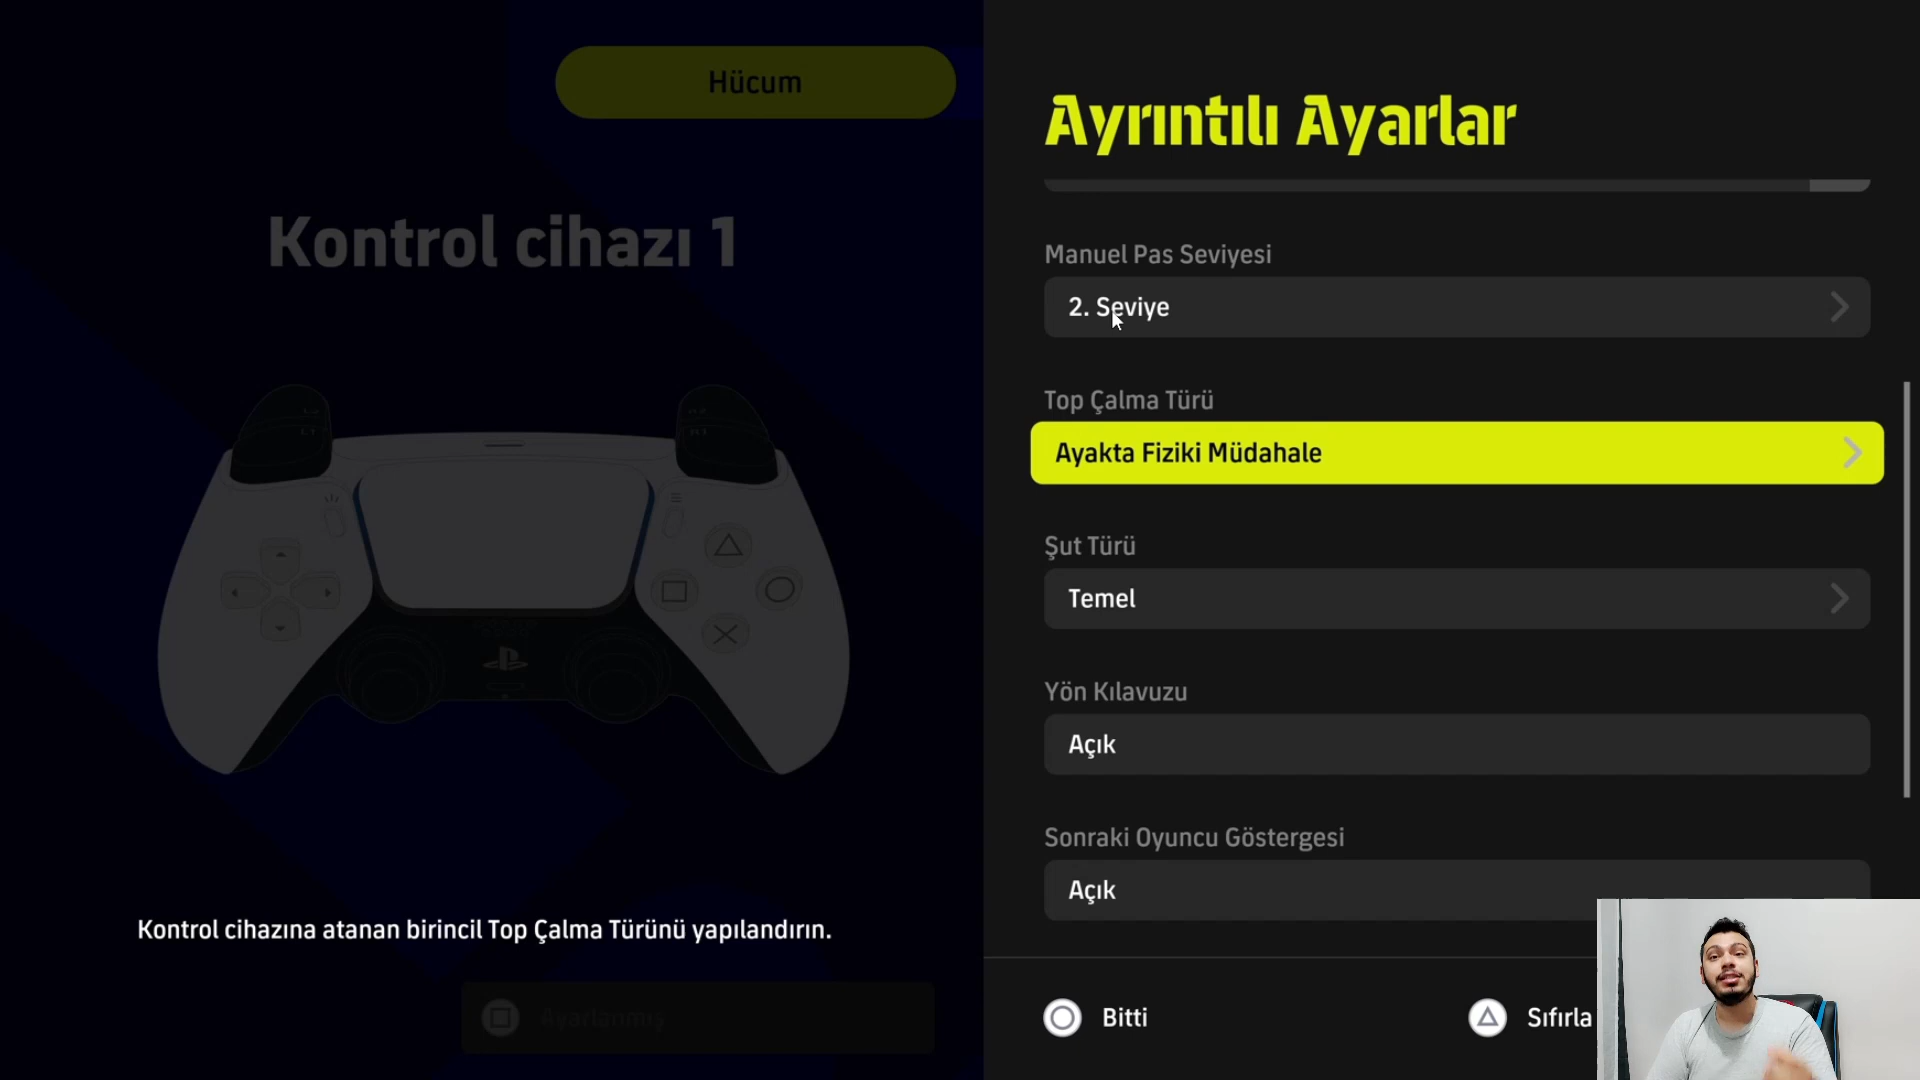 Hücum
Kontrol cihazı 1
Kontrol cihazına atanan birincil Top Çalma Türünü yapılandırın.
Ayarlanmış
Ayrıntılı Ayarlar
Manuel Pas Seviyesi
2. Seviye
Top Çalma Türü
Ayakta Fiziki Müdahale
Şut Türü
Temel
Yön Kılavuzu
Açık
Sonraki Oyuncu Göstergesi
Açık
Bitti
Sıfırla